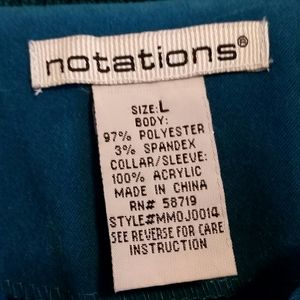 notations®
SIZE: L
BODY:
97% POLYESTER
3% SPANDEX
COLLAR/SLEEVE:
100% ACRYLIC
MADE IN CHINA
RN# 58719
STYLE#MMOJ0014
SEE REVERSE FOR CARE
INSTRUCTION